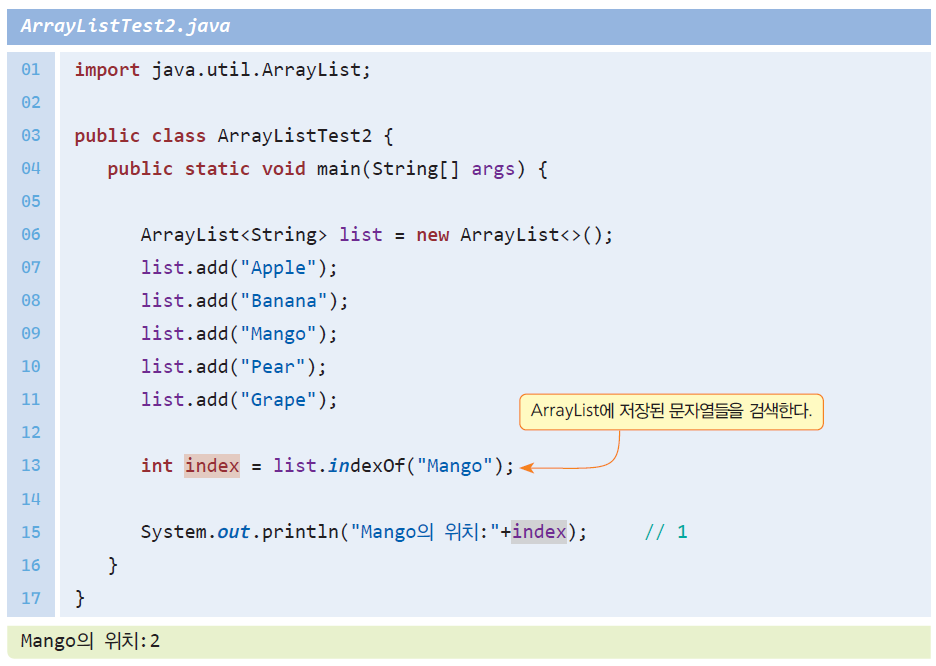 ArrayListTest2.java
01 import java.util.ArrayList;
02
03 public class ArrayListTest2 {
04 public static void main(String[] args) {
05
06 ArrayList<String> list = new ArrayList<>();
07 list.add("Apple");
08 list.add("Banana");
09 list.add("Mango");
10 list.add("Pear");
11 list.add("Grape");
ArrayList에 저장된 문자열들을 검색한다.
12
13 int index = list.indexOf("Mango");
14
15 System.out.println("Mango의 위치:"+index); // 1
16 }
17 }
Mango의 위치:2